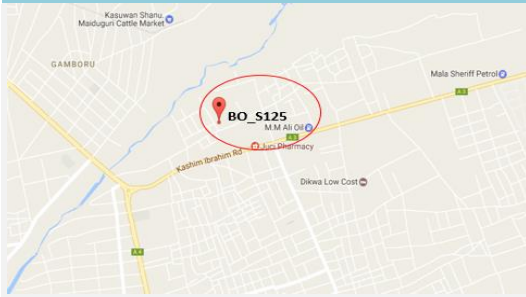 Kasuwan Shanu
Maiduguri Cattle Market
GAMBORU
Mala Sheriff Petrol
A3
BO_S125
M.M Ali Oil
A3
Juci Pharmacy
Kashim Ibrahim Rd
Dikwa Low Cost
A4